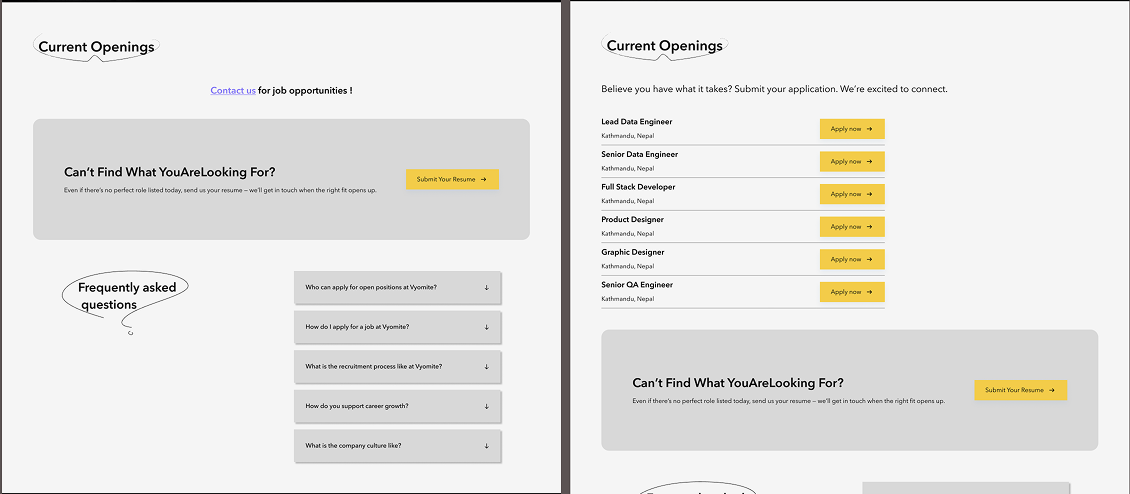 Current Openings
Contact us for job opportunities !
Can't Find What YouAreLooking For?
Even if there's no perfect role listed today, send us your resume – we'll get in touch when the right fit opens up.
Submit Your Resume →
Frequently asked
questions
Who can apply for open positions at Vyomite? ↓
How do I apply for a job at Vyomite? ↓
What is the recruitment process like at Vyomite? ↓
How do you support career growth? ↓
What is the company culture like? ↓
Current Openings
Believe you have what it takes? Submit your application. We're excited to connect.
Lead Data Engineer
Kathmandu, Nepal
Apply now →
Senior Data Engineer
Kathmandu, Nepal
Apply now →
Full Stack Developer
Kathmandu, Nepal
Apply now →
Product Designer
Kathmandu, Nepal
Apply now →
Graphic Designer
Kathmandu, Nepal
Apply now →
Senior QA Engineer
Kathmandu, Nepal
Apply now →
Can't Find What YouAreLooking For?
Even if there's no perfect role listed today, send us your resume – we'll get in touch when the right fit opens up.
Submit Your Resume →